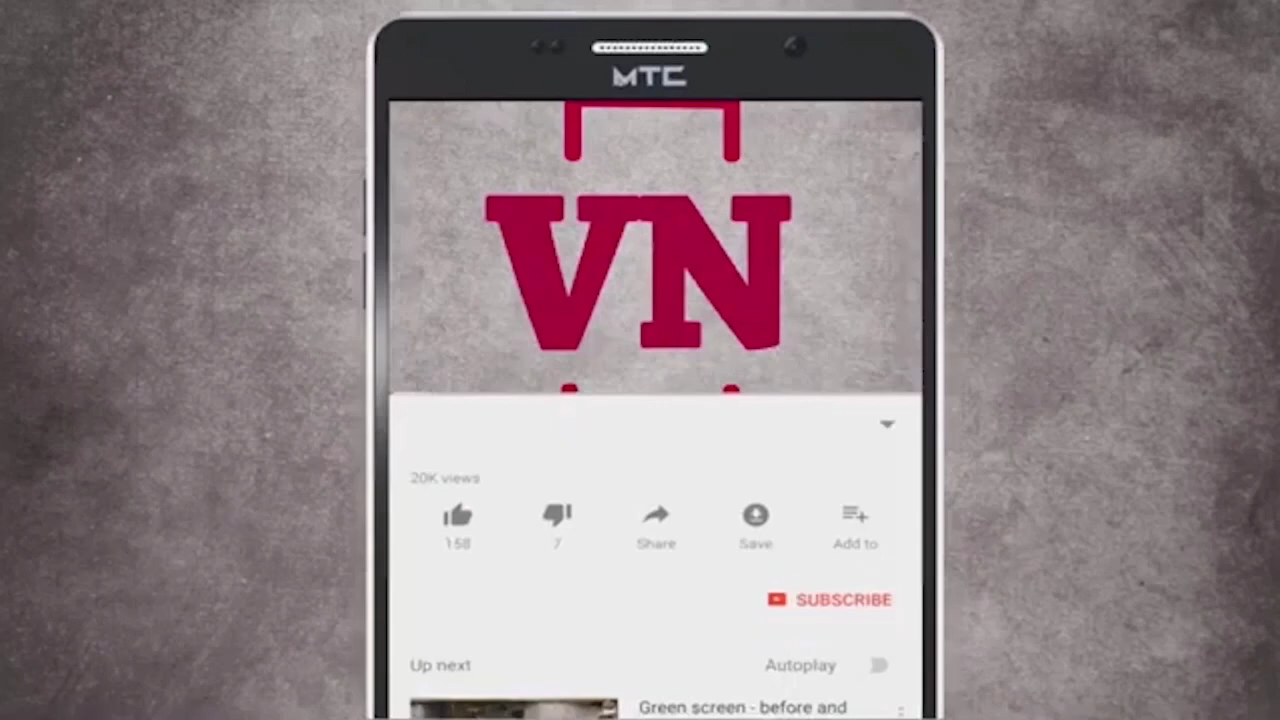 MTC
VN
20K views
158
7
Share
Save
Add to
SUBSCRIBE
Up next
Autoplay
Green screen - before and